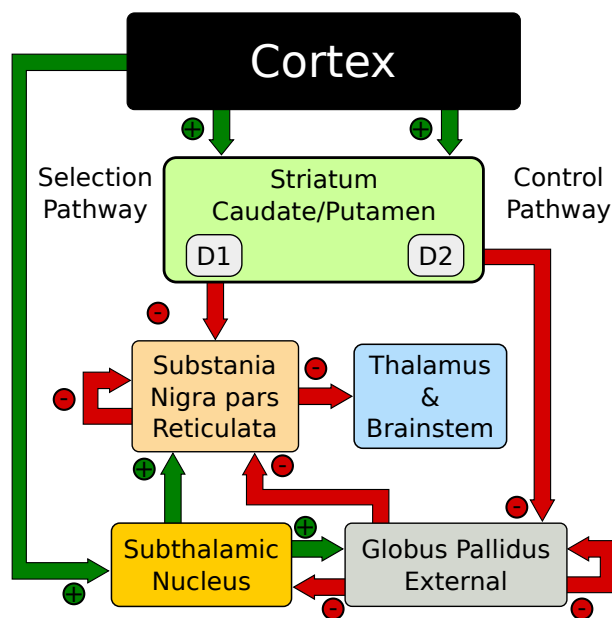 Cortex
+
+
Selection
Pathway
Striatum
Caudate/Putamen
Control
Pathway
D1
D2
-
Substania
Nigra pars
Reticulata
-
-
Thalamus
&
Brainstem
+
-
-
Subthalamic
Nucleus
+
Globus Pallidus
External
+
-
-